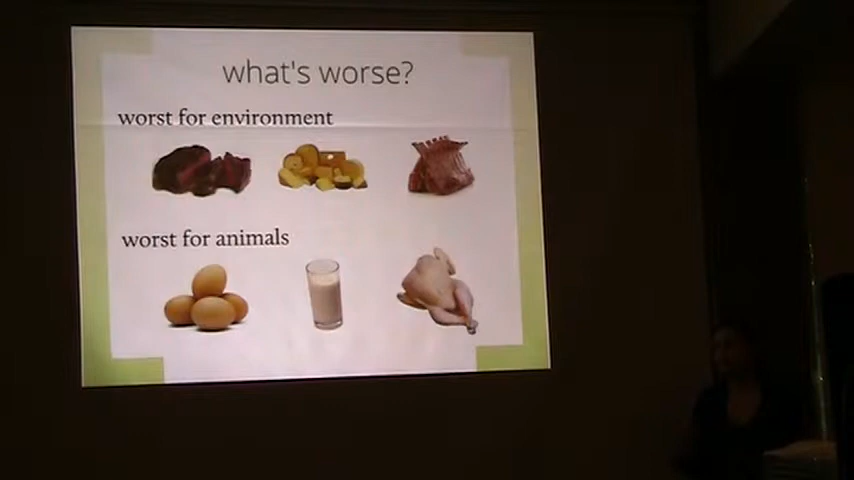 what's worse?
worst for environment
worst for animals